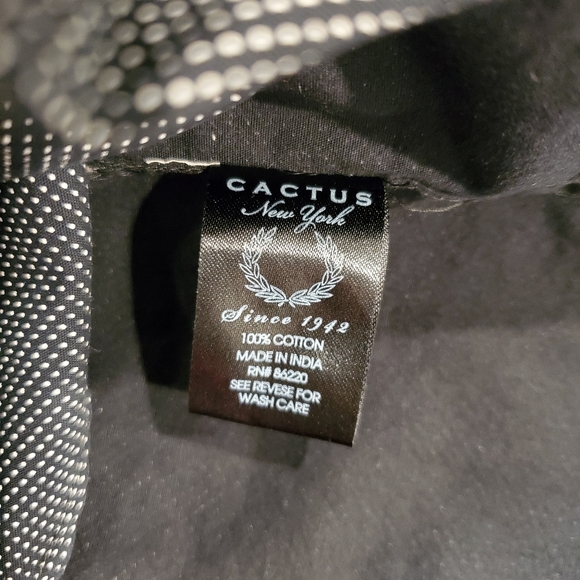 CACTUS
New York
Since 1942
100% COTTON
MADE IN INDIA
RN# 86220
SEE REVESE FOR
WASH CARE